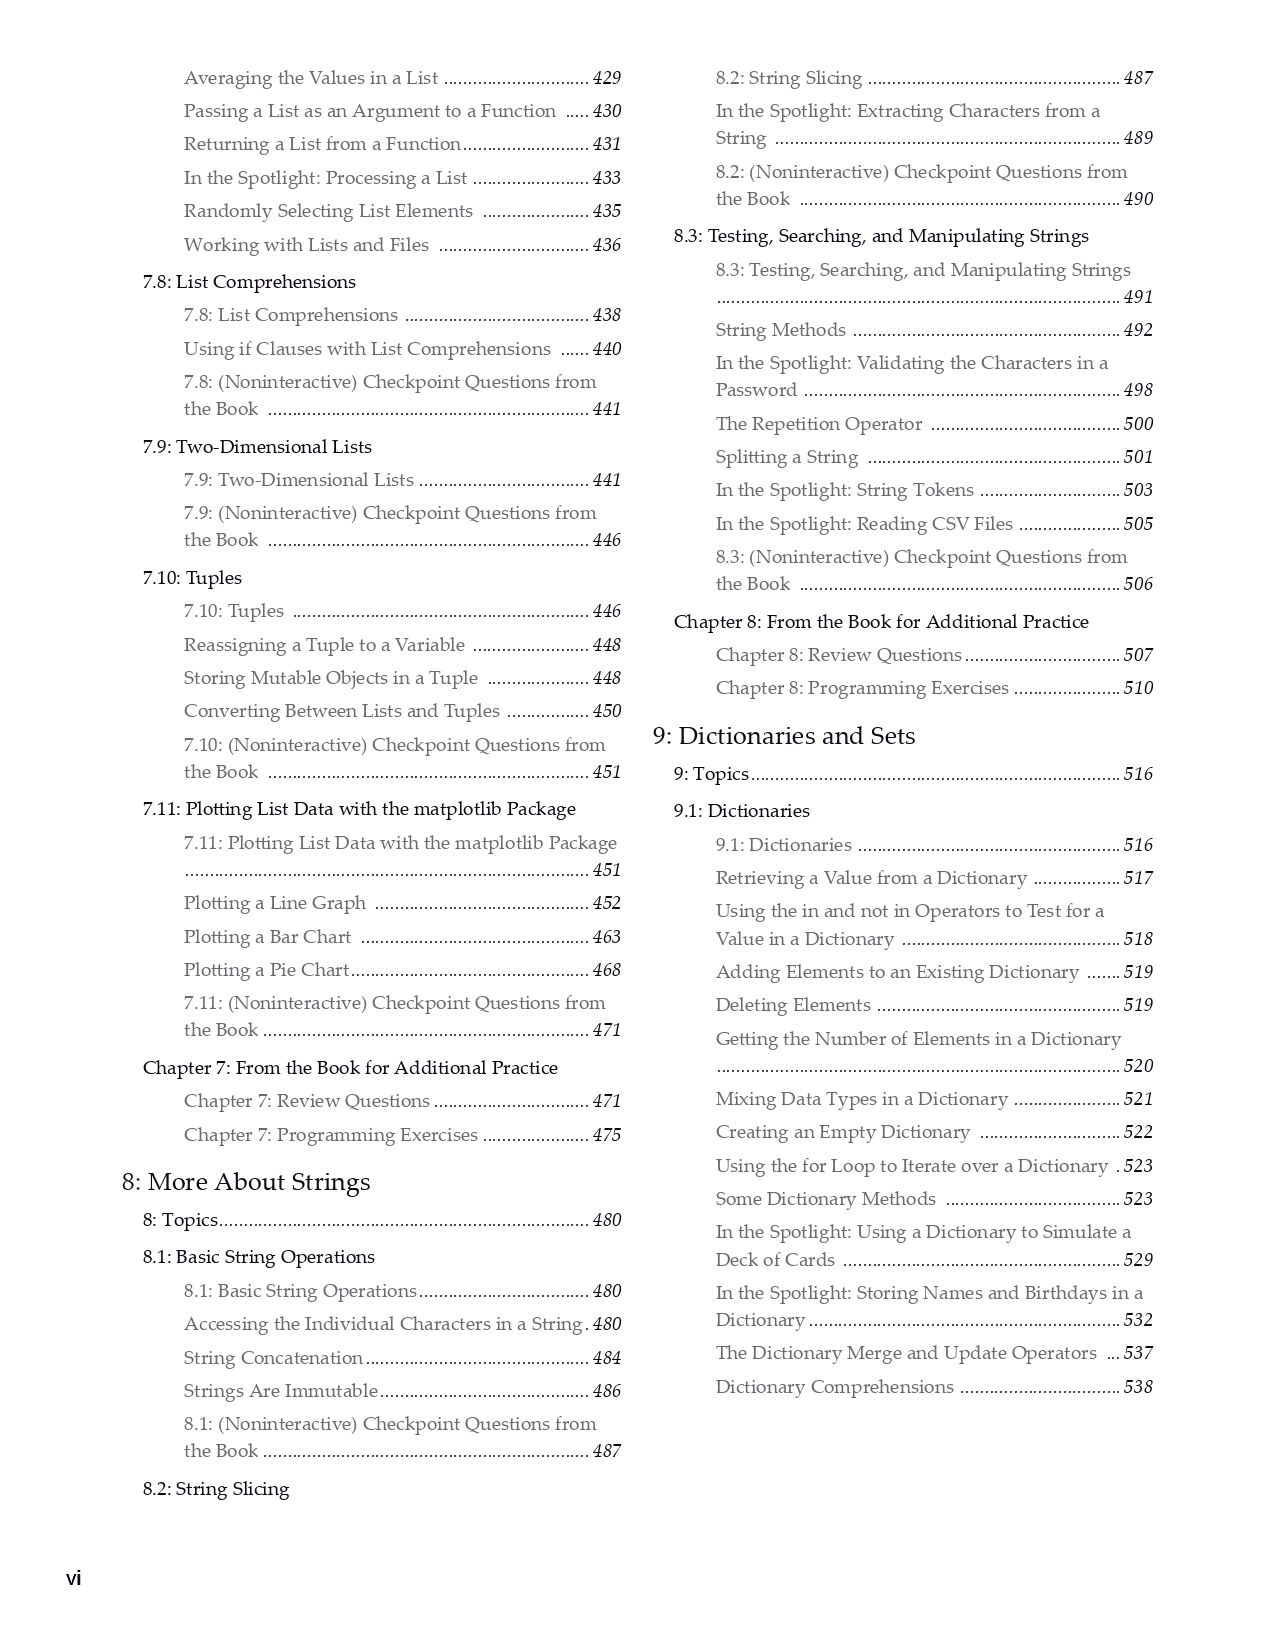 Averaging the Values in a List .............................. 429
Passing a List as an Argument to a Function ..... 430
Returning a List from a Function.......................... 431
In the Spotlight: Processing a List ........................ 433
Randomly Selecting List Elements ...................... 435
Working with Lists and Files ............................... 436
7.8: List Comprehensions
7.8: List Comprehensions ...................................... 438
Using if Clauses with List Comprehensions ...... 440
7.8: (Noninteractive) Checkpoint Questions from
the Book .................................................................. 441
7.9: Two-Dimensional Lists
7.9: Two-Dimensional Lists ................................... 441
7.9: (Noninteractive) Checkpoint Questions from
the Book .................................................................. 446
7.10: Tuples
7.10: Tuples ............................................................. 446
Reassigning a Tuple to a Variable ........................ 448
Storing Mutable Objects in a Tuple ..................... 448
Converting Between Lists and Tuples ................. 450
7.10: (Noninteractive) Checkpoint Questions from
the Book .................................................................. 451
7.11: Plotting List Data with the matplotlib Package
7.11: Plotting List Data with the matplotlib Package
................................................................................... 451
Plotting a Line Graph ............................................ 452
Plotting a Bar Chart ............................................... 463
Plotting a Pie Chart................................................. 468
7.11: (Noninteractive) Checkpoint Questions from
the Book ................................................................... 471
Chapter 7: From the Book for Additional Practice
Chapter 7: Review Questions ................................ 471
Chapter 7: Programming Exercises ...................... 475
8: More About Strings
8: Topics............................................................................ 480
8.1: Basic String Operations
8.1: Basic String Operations................................... 480
Accessing the Individual Characters in a String. 480
String Concatenation.............................................. 484
Strings Are Immutable........................................... 486
8.1: (Noninteractive) Checkpoint Questions from
the Book ................................................................... 487
8.2: String Slicing
8.2: String Slicing .................................................... 487
In the Spotlight: Extracting Characters from a
String ....................................................................... 489
8.2: (Noninteractive) Checkpoint Questions from
the Book .................................................................. 490
8.3: Testing, Searching, and Manipulating Strings
8.3: Testing, Searching, and Manipulating Strings
................................................................................... 491
String Methods ....................................................... 492
In the Spotlight: Validating the Characters in a
Password ................................................................. 498
The Repetition Operator ....................................... 500
Splitting a String .................................................... 501
In the Spotlight: String Tokens ............................. 503
In the Spotlight: Reading CSV Files ..................... 505
8.3: (Noninteractive) Checkpoint Questions from
the Book .................................................................. 506
Chapter 8: From the Book for Additional Practice
Chapter 8: Review Questions................................ 507
Chapter 8: Programming Exercises ...................... 510
9: Dictionaries and Sets
9: Topics............................................................................ 516
9.1: Dictionaries
9.1: Dictionaries ...................................................... 516
Retrieving a Value from a Dictionary .................. 517
Using the in and not in Operators to Test for a
Value in a Dictionary ............................................. 518
Adding Elements to an Existing Dictionary ....... 519
Deleting Elements .................................................. 519
Getting the Number of Elements in a Dictionary
................................................................................... 520
Mixing Data Types in a Dictionary ...................... 521
Creating an Empty Dictionary ............................. 522
Using the for Loop to Iterate over a Dictionary . 523
Some Dictionary Methods .................................... 523
In the Spotlight: Using a Dictionary to Simulate a
Deck of Cards ......................................................... 529
In the Spotlight: Storing Names and Birthdays in a
Dictionary ................................................................ 532
The Dictionary Merge and Update Operators ... 537
Dictionary Comprehensions ................................. 538
vi